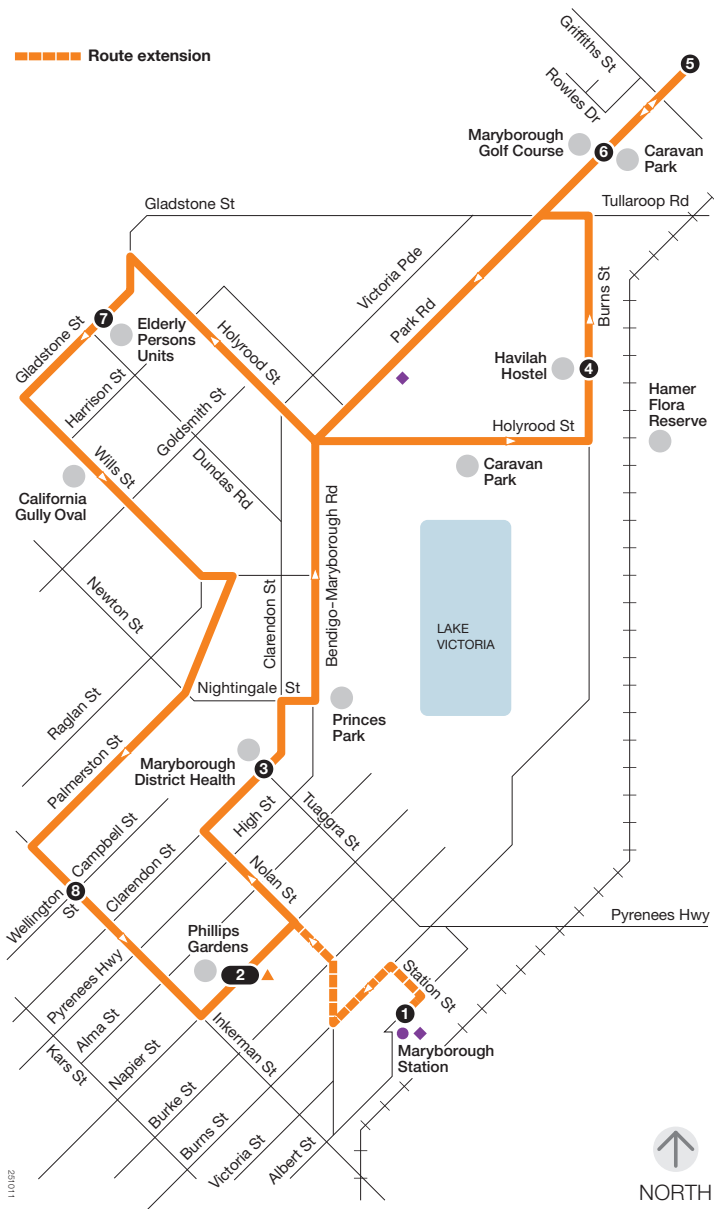 Route extension
Griffiths St
5
Rowles Dr
Maryborough
Golf Course
6
Caravan
Park
Gladstone St
Tullaroop Rd
Victoria Pde
Park Rd
Burns St
Gladstone St
7
Elderly
Persons
Units
Holyrood St
Harrison St
Goldsmith St
Havilah
Hostel
4
Hamer
Flora
Reserve
Holyrood St
Wills St
Dundas Rd
Caravan
Park
California
Gully Oval
Bendigo–Maryborough Rd
Clarendon St
Newton St
LAKE
VICTORIA
Nightingale St
Raglan St
Princes
Park
Palmerston St
Maryborough
District Health
3
High St
Tuaggra St
Campbell St
Clarendon St
Nolan St
Wellington
St
8
Pyrenees Hwy
Phillips
Gardens
2
Station St
Pyrenees Hwy
1
Maryborough
Station
Alma St
Kars St
Napier St
Inkerman St
Burke St
Burns St
Victoria St
Albert St
251011
NORTH